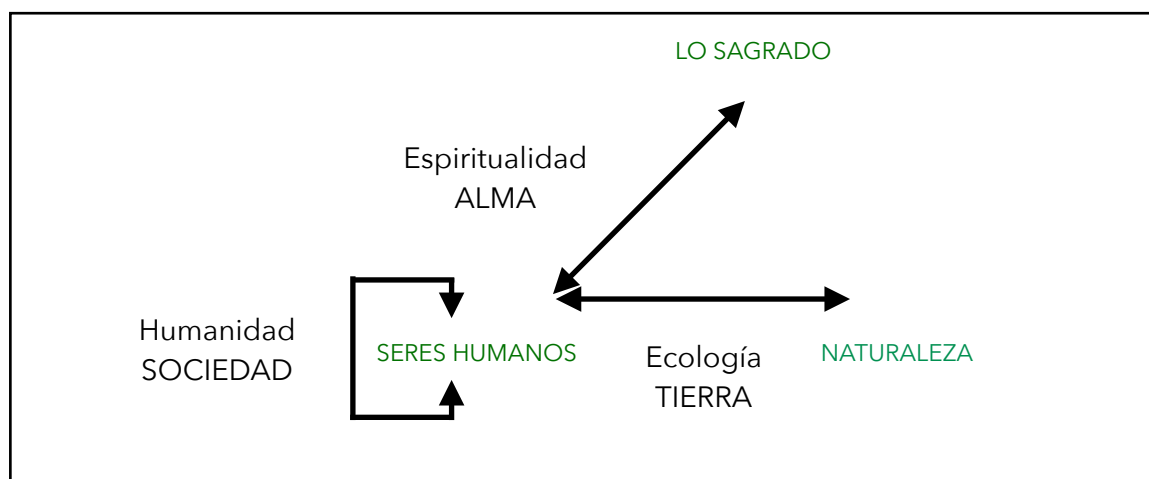 LO SAGRADO
Espiritualidad
ALMA
Humanidad
SOCIEDAD
SERES HUMANOS
Ecología
TIERRA
NATURALEZA